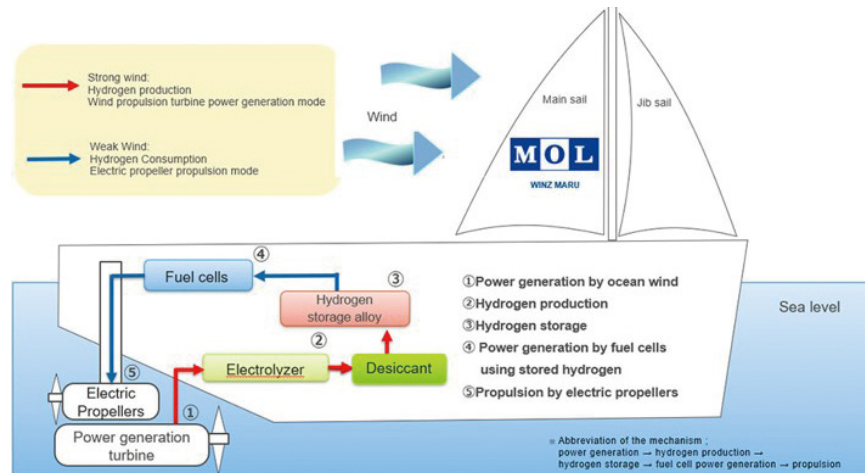 Strong wind:
Hydrogen production
Wind propulsion turbine power generation mode
Weak Wind:
Hydrogen Consumption
Electric propeller propulsion mode
Wind
Main sail
Jib sail
MOL
WINZ MARU
④
Fuel cells
③
Hydrogen
storage alloy
②
Electrolyzer
Desiccant
⑤
Electric
Propellers
①
Power generation
turbine
①Power generation by ocean wind
②Hydrogen production
③Hydrogen storage
④ Power generation by fuel cells
using stored hydrogen
⑤Propulsion by electric propellers
Sea level
※ Abbreviation of the mechanism ;
power generation → hydrogen production →
hydrogen storage → fuel cell power generation → propulsion